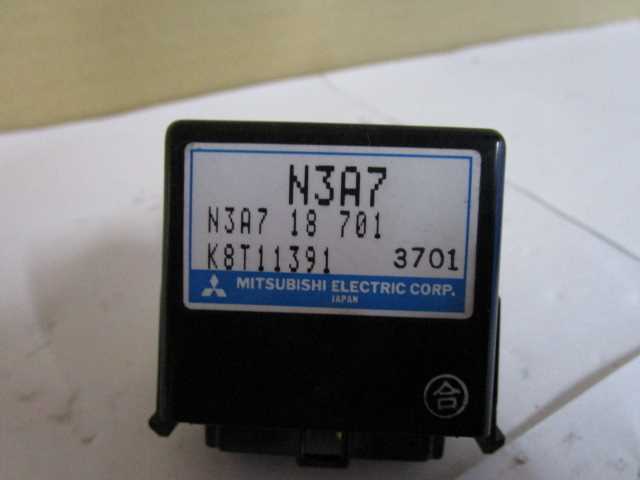 N3A7
N3A7 18 701
K8T11391 3701
MITSUBISHI ELECTRIC CORP.
JAPAN
合